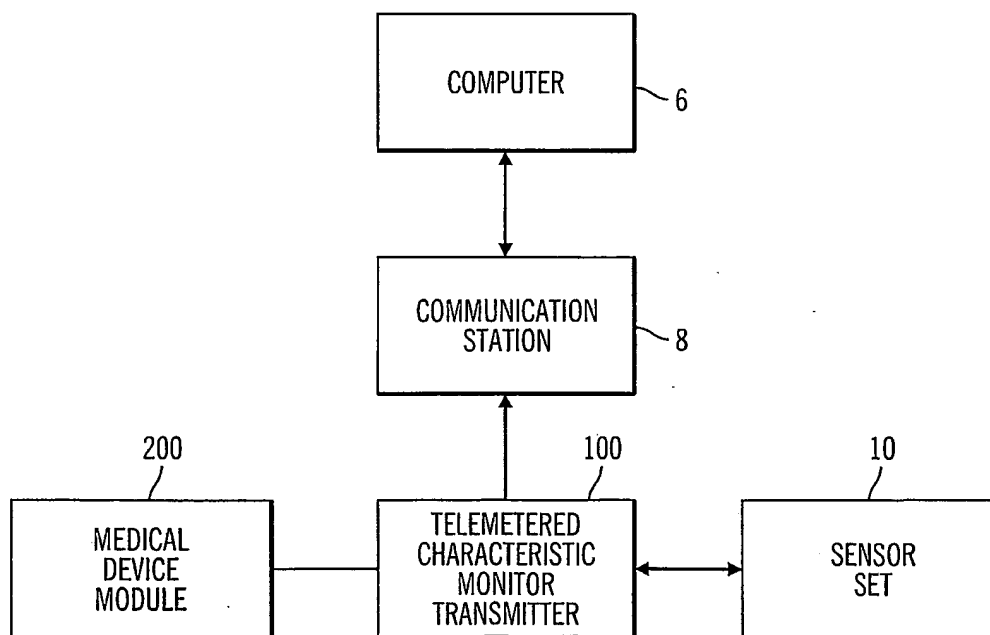 COMPUTER
6
COMMUNICATION
STATION
8
200
100
10
MEDICAL
DEVICE
MODULE
TELEMETERED
CHARACTERISTIC
MONITOR
TRANSMITTER
SENSOR
SET